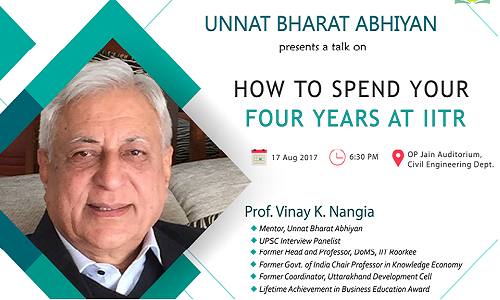 UNNAT BHARAT ABHIYAN
presents a talk on
HOW TO SPEND YOUR
FOUR YEARS AT IITR
17 Aug 2017
6:30 PM
OP Jain Auditorium,
Civil Engineering Dept.
Prof. Vinay K. Nangia
Mentor, Unnat Bharat Abhiyan
UPSC Interview Panelist
Former Head and Professor, DoMS, IIT Roorkee
Former Govt. of India Chair Professor in Knowledge Economy
Former Coordinator, Uttarakhand Development Cell
Lifetime Achievement in Business Education Award